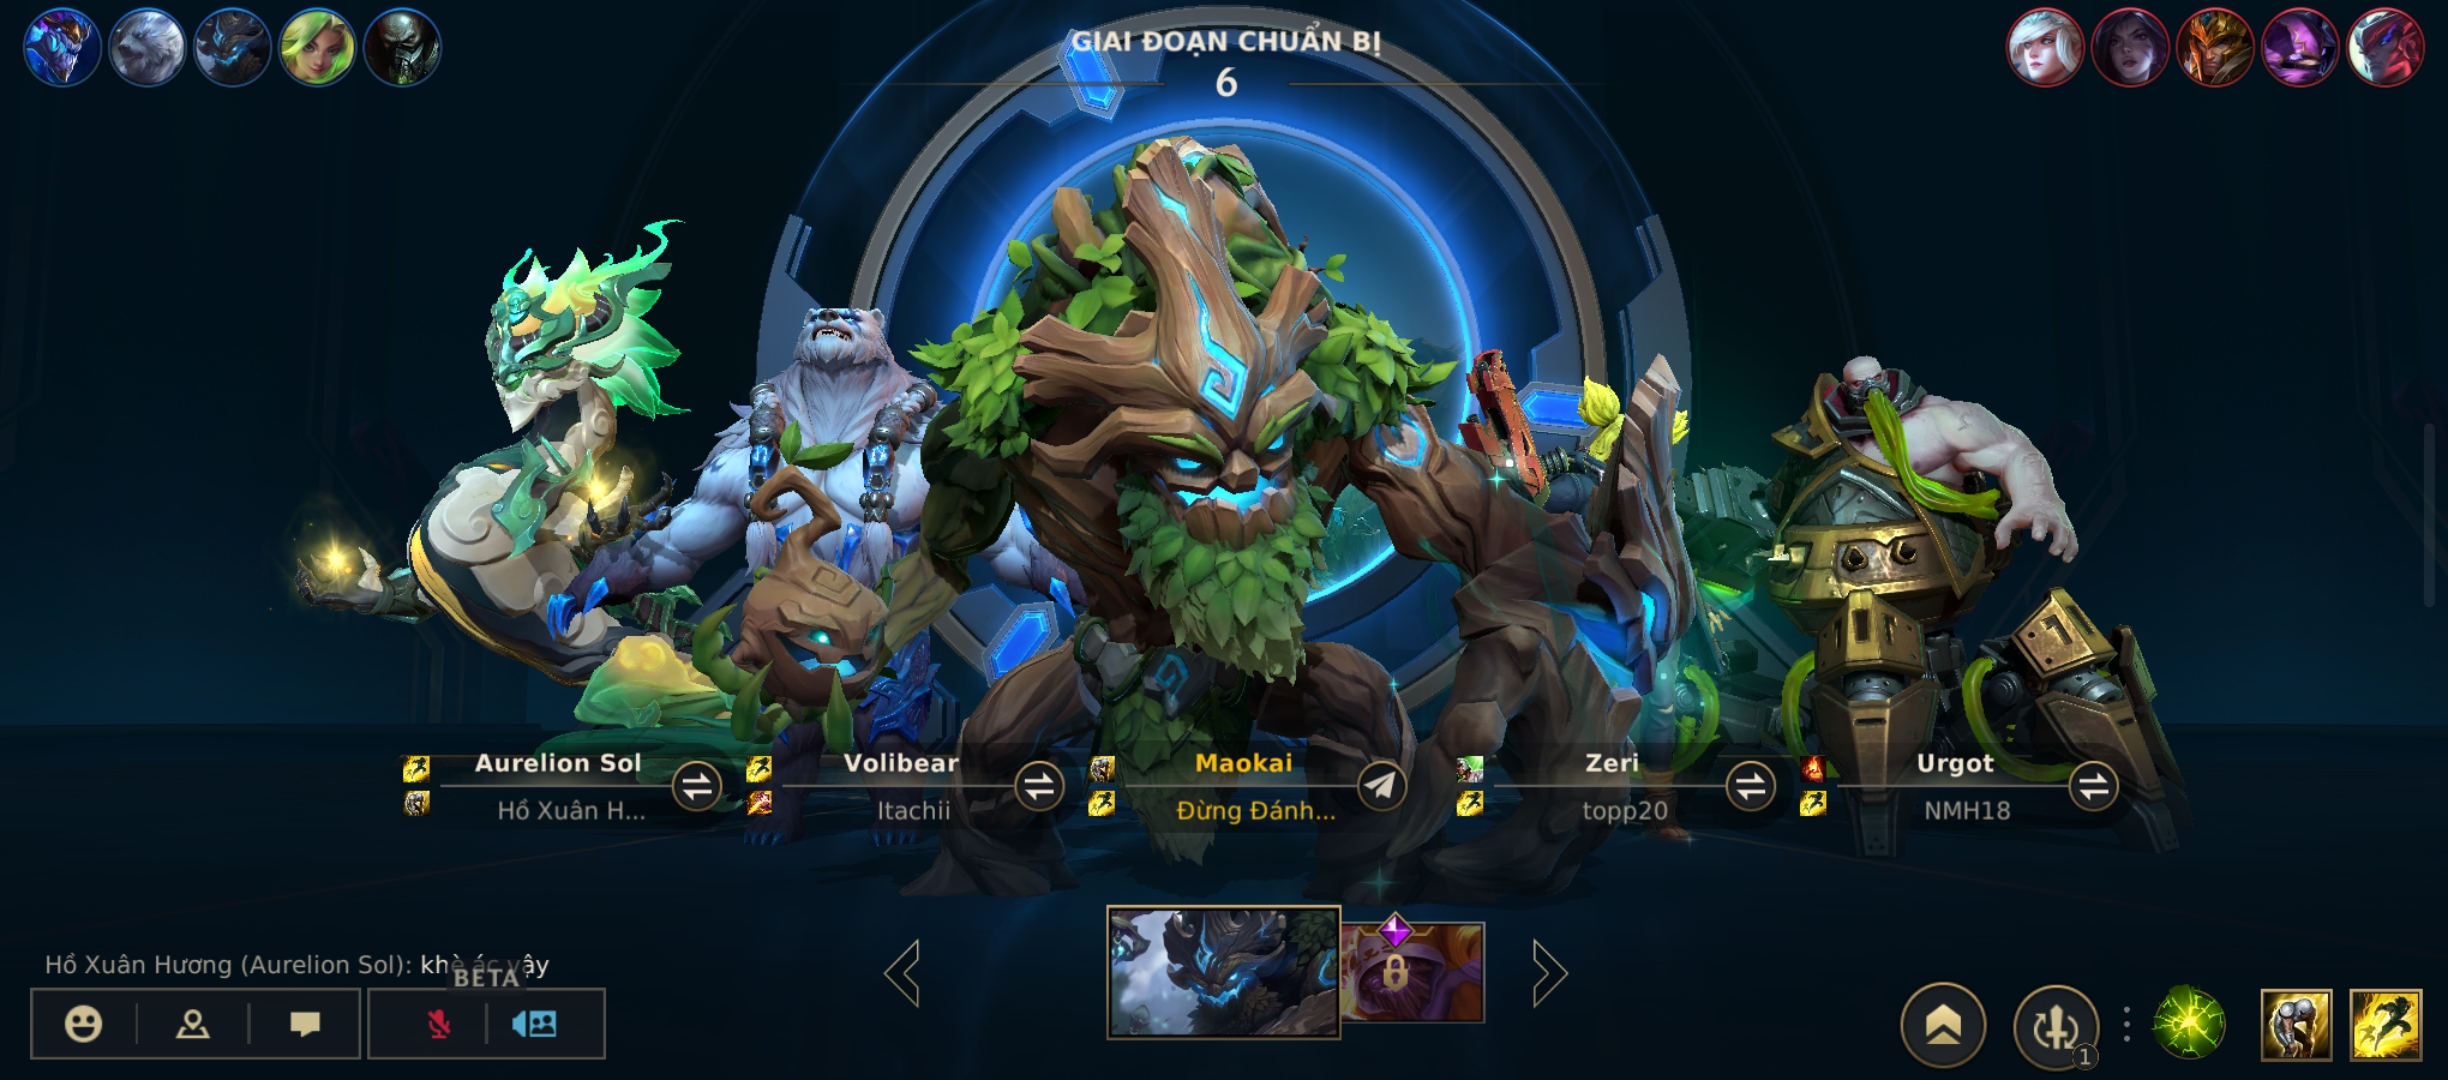 GIAI ĐOẠN CHUẨN BỊ
6
Aurelion Sol
Hồ Xuân H...
Volibear
Itachii
Maokai
Đừng Đánh...
Zeri
topp20
Urgot
NMH18
Hồ Xuân Hương (Aurelion Sol): khè ác vậy
BETA
1